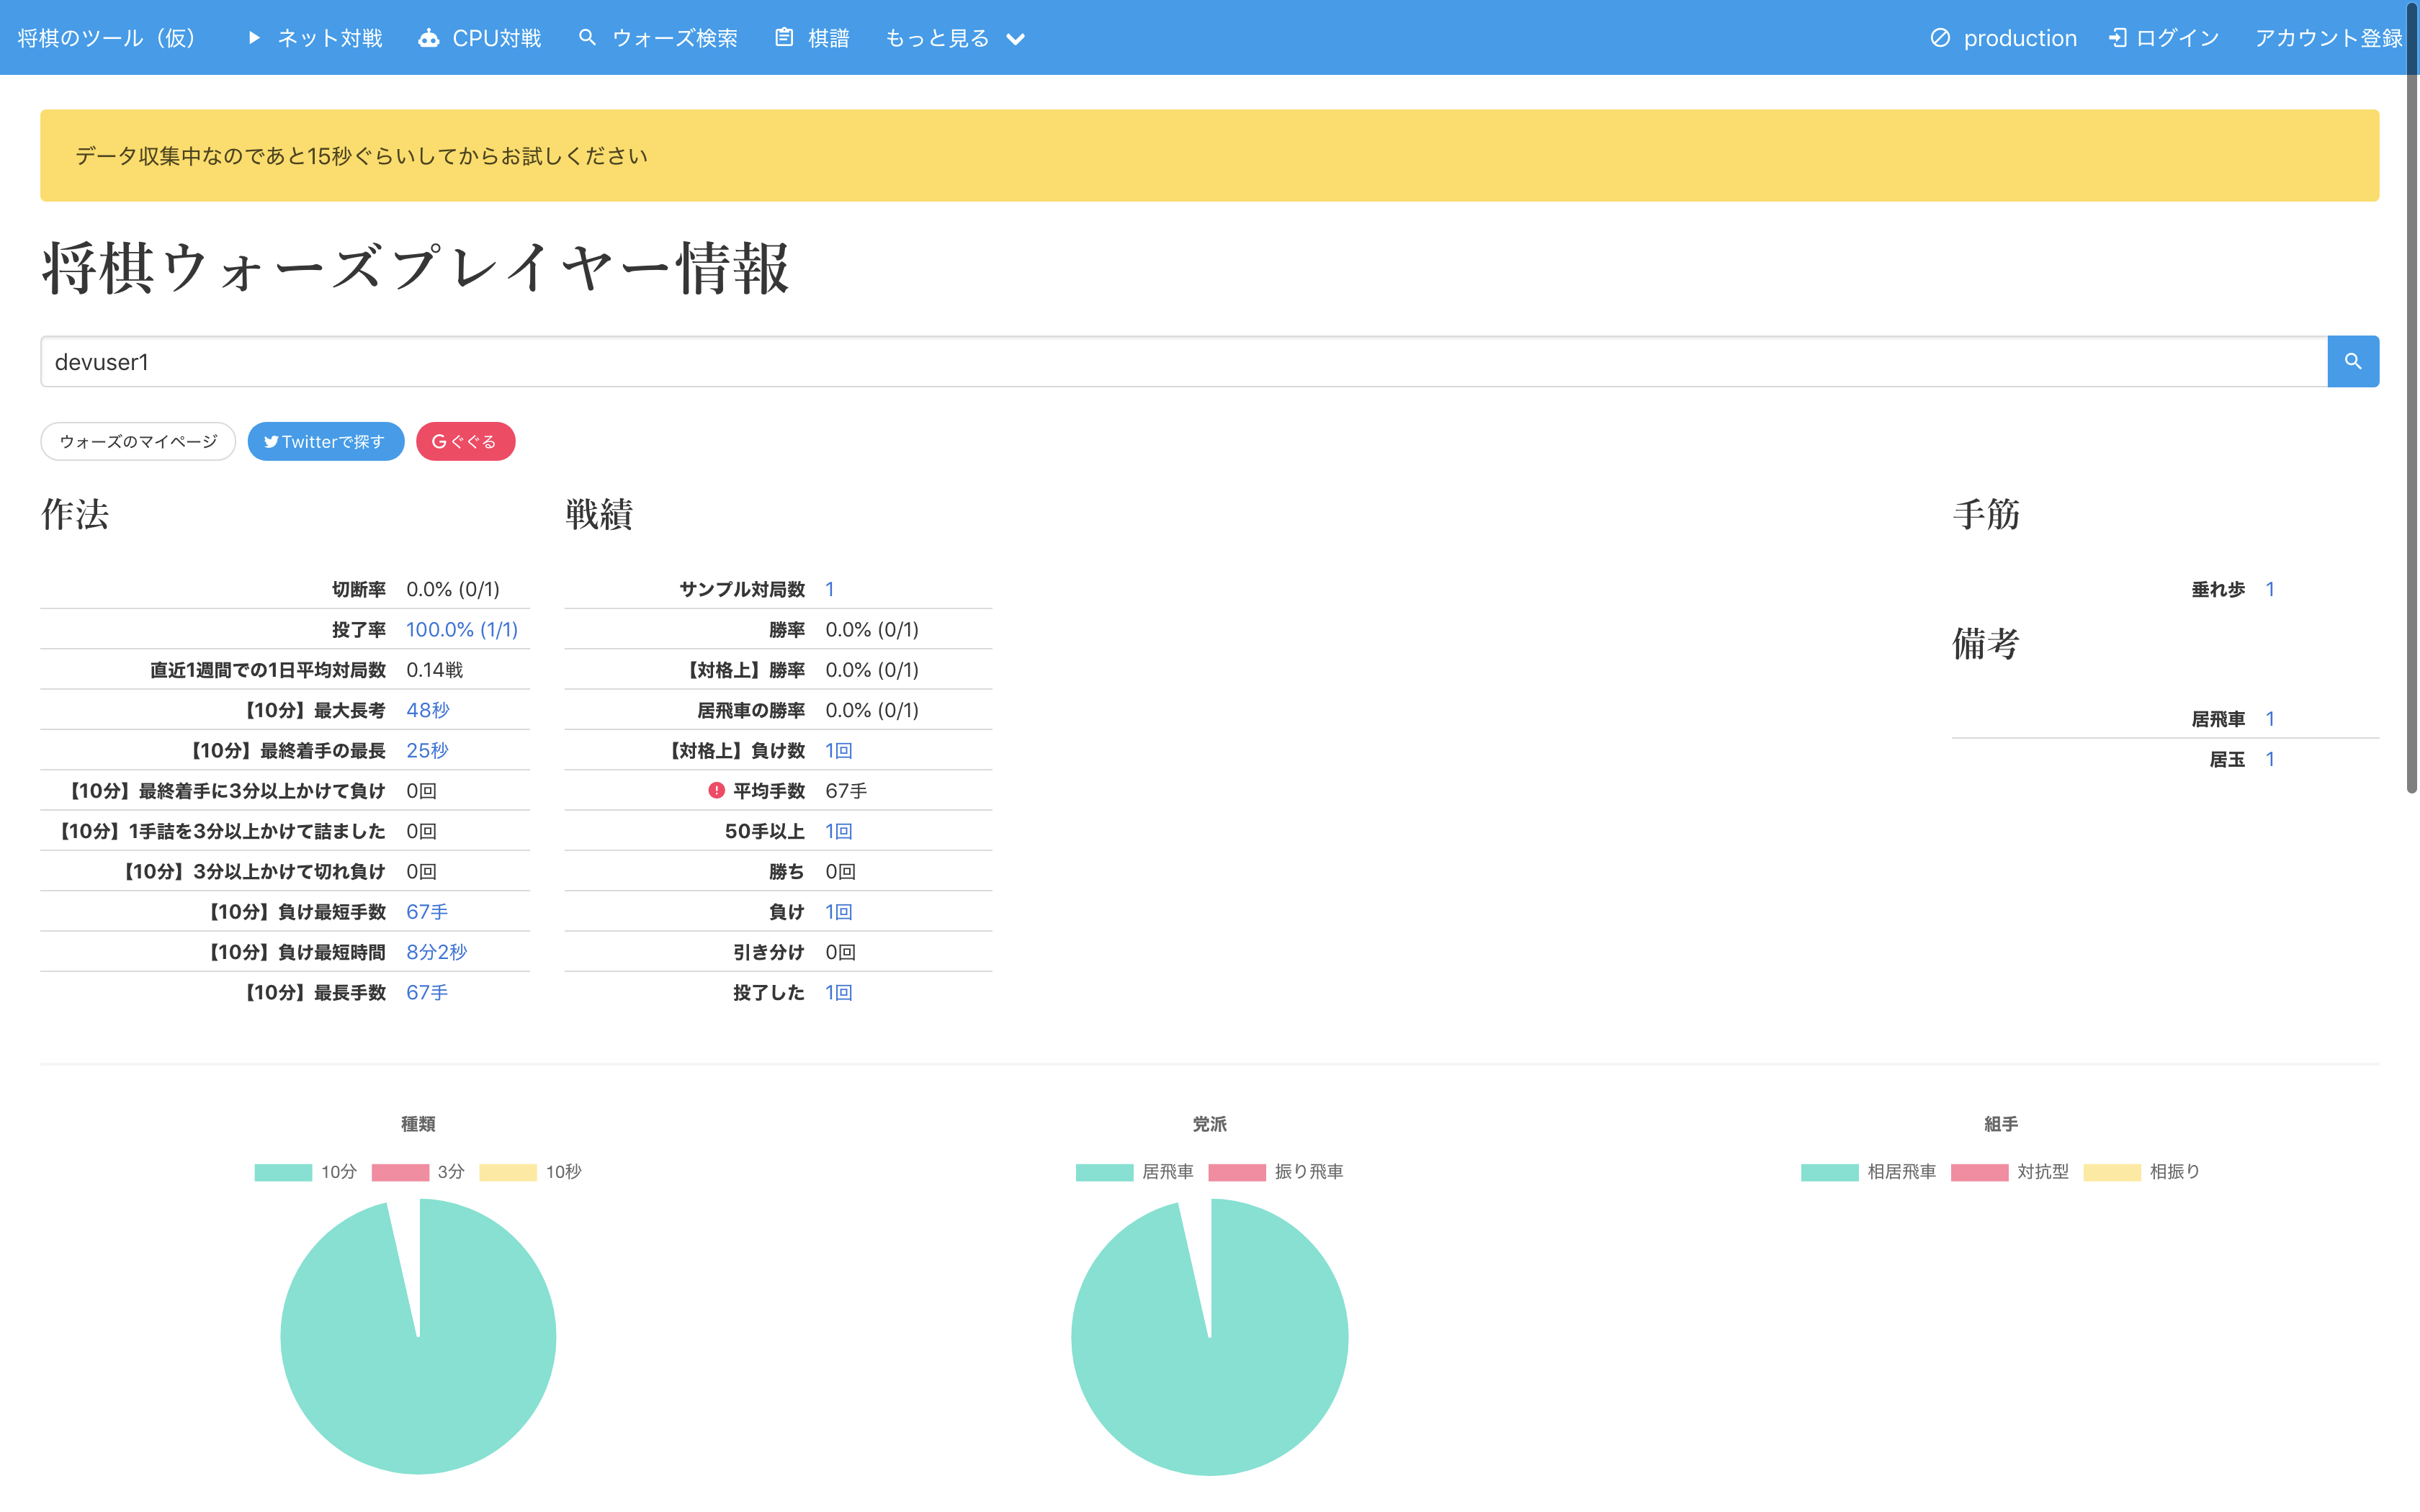 将棋のツール（仮） ネット対戦 CPU対戦 ウォーズ検索 棋譜 もっと見る production ログイン アカウント登録
データ収集中なのであと15秒ぐらいしてからお試しください
将棋ウォーズプレイヤー情報
devuser1
ウォーズのマイページ Twitterで探す ぐぐる
作法
切断率 0.0% (0/1)
投了率 100.0% (1/1)
直近1週間での1日平均対局数 0.14戦
【10分】最大長考 48秒
【10分】最終着手の最長 25秒
【10分】最終着手に3分以上かけて負け 0回
【10分】1手詰を3分以上かけて詰ました 0回
【10分】3分以上かけて切れ負け 0回
【10分】負け最短手数 67手
【10分】負け最短時間 8分2秒
【10分】最長手数 67手
戦績
サンプル対局数 1
勝率 0.0% (0/1)
【対格上】勝率 0.0% (0/1)
居飛車の勝率 0.0% (0/1)
【対格上】負け数 1回
平均手数 67手
50手以上 1回
勝ち 0回
負け 1回
引き分け 0回
投了した 1回
手筋
垂れ歩 1
備考
居飛車 1
居玉 1
種類
10分 3分 10秒
党派
居飛車 振り飛車
組手
相居飛車 対抗型 相振り